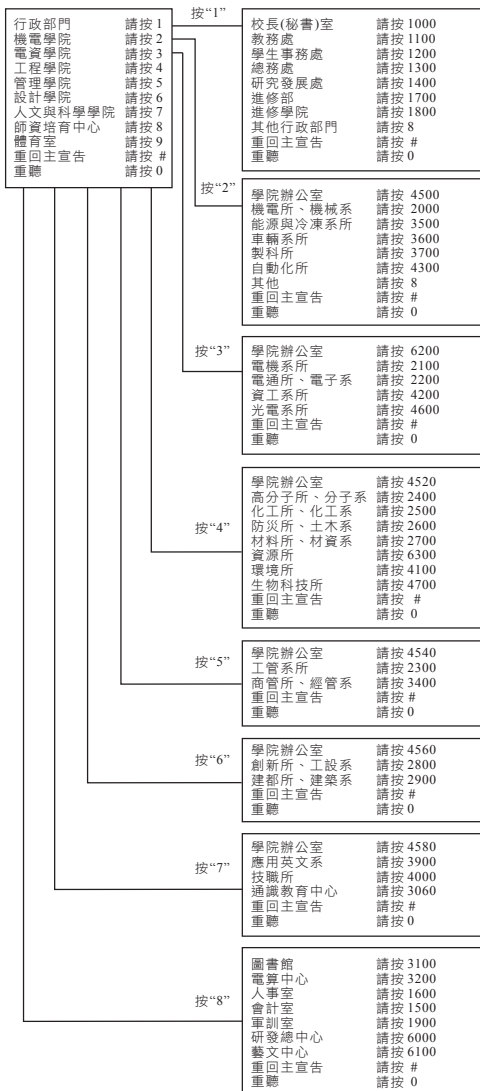 行政部門 請按 1
機電學院 請按 2
電資學院 請按 3
工程學院 請按 4
管理學院 請按 5
設計學院 請按 6
人文與科學學院 請按 7
師資培育中心 請按 8
體育室 請按 9
重回主宣告 請按 #
重聽 請按 0
按“1”
校長(秘書)室 請按 1000
教務處 請按 1100
學生事務處 請按 1200
總務處 請按 1300
研究發展處 請按 1400
進修部 請按 1700
進修學院 請按 1800
其他行政部門 請按 8
重回主宣告 請按 #
重聽 請按 0
按“2”
學院辦公室 請按 4500
機電所、機械系 請按 2000
能源與冷凍系所 請按 3500
車輛系所 請按 3600
製科所 請按 3700
自動化所 請按 4300
其他 請按 8
重回主宣告 請按 #
重聽 請按 0
按“3”
學院辦公室 請按 6200
電機系所 請按 2100
電通所、電子系 請按 2200
資工系所 請按 4200
光電系所 請按 4600
重回主宣告 請按 #
重聽 請按 0
按“4”
學院辦公室 請按 4520
高分子所、分子系 請按 2400
化工所、化工系 請按 2500
防災所、土木系 請按 2600
材料所、材資系 請按 2700
資源所 請按 6300
環境所 請按 4100
生物科技所 請按 4700
重回主宣告 請按 #
重聽 請按 0
按“5”
學院辦公室 請按 4540
工管系所 請按 2300
商管所、經管系 請按 3400
重回主宣告 請按 #
重聽 請按 0
按“6”
學院辦公室 請按 4560
創新所、工設系 請按 2800
建都所、建築系 請按 2900
重回主宣告 請按 #
重聽 請按 0
按“7”
學院辦公室 請按 4580
應用英文系 請按 3900
技職所 請按 4000
通識教育中心 請按 3060
重回主宣告 請按 #
重聽 請按 0
按“8”
圖書館 請按 3100
電算中心 請按 3200
人事室 請按 1600
會計室 請按 1500
軍訓室 請按 1900
研發總中心 請按 6000
藝文中心 請按 6100
重回主宣告 請按 #
重聽 請按 0